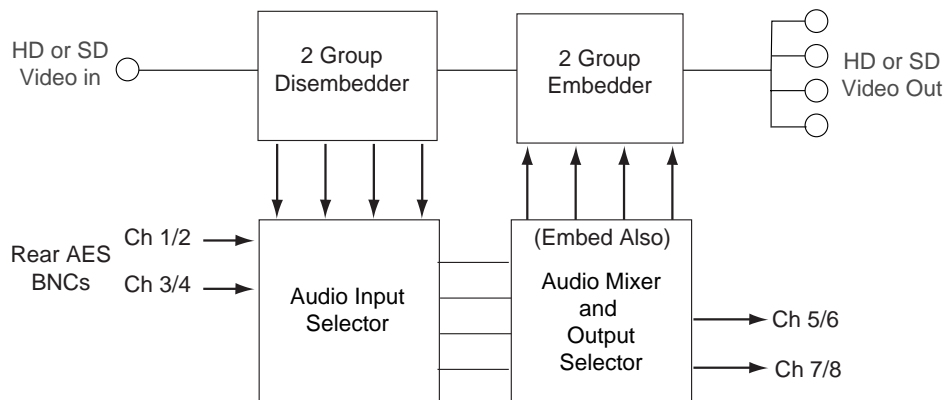 HD or SD
Video in
2 Group
Disembedder
2 Group
Embedder
HD or SD
Video Out
Rear AES
BNCs
Ch 1/2
Ch 3/4
Audio Input
Selector
(Embed Also)
Audio Mixer
and
Output
Selector
Ch 5/6
Ch 7/8